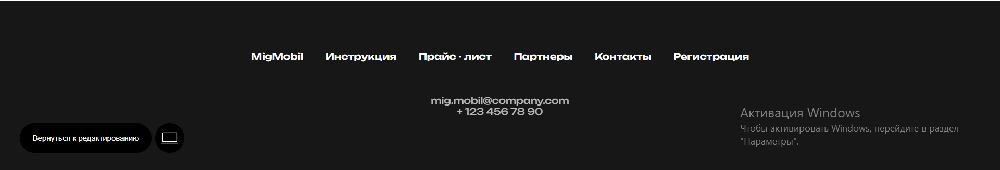 MigMobil Инструкция Прайс - лист Партнеры Контакты Регистрация
mig.mobil@company.com
+ 123 456 78 90
Вернуться к редактированию
Активация Windows
Чтобы активировать Windows, перейдите в раздел
"Параметры".